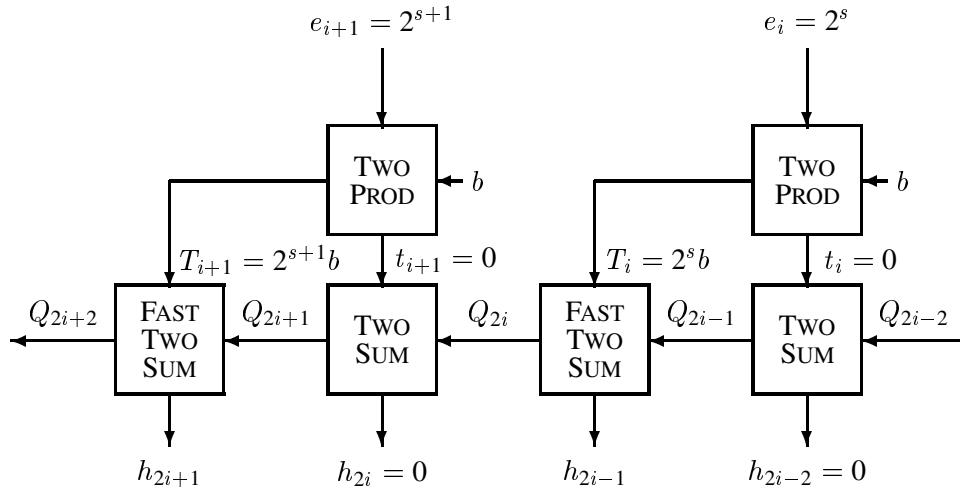 e_{i+1} = 2^{s+1}
e_i = 2^s
TWO
PROD
b
TWO
PROD
b
T_{i+1} = 2^{s+1}b
t_{i+1} = 0
T_i = 2^s b
t_i = 0
Q_{2i+2}
FAST
TWO
SUM
Q_{2i+1}
TWO
SUM
Q_{2i}
FAST
TWO
SUM
Q_{2i−1}
TWO
SUM
Q_{2i−2}
h_{2i+1}
h_{2i} = 0
h_{2i−1}
h_{2i−2} = 0